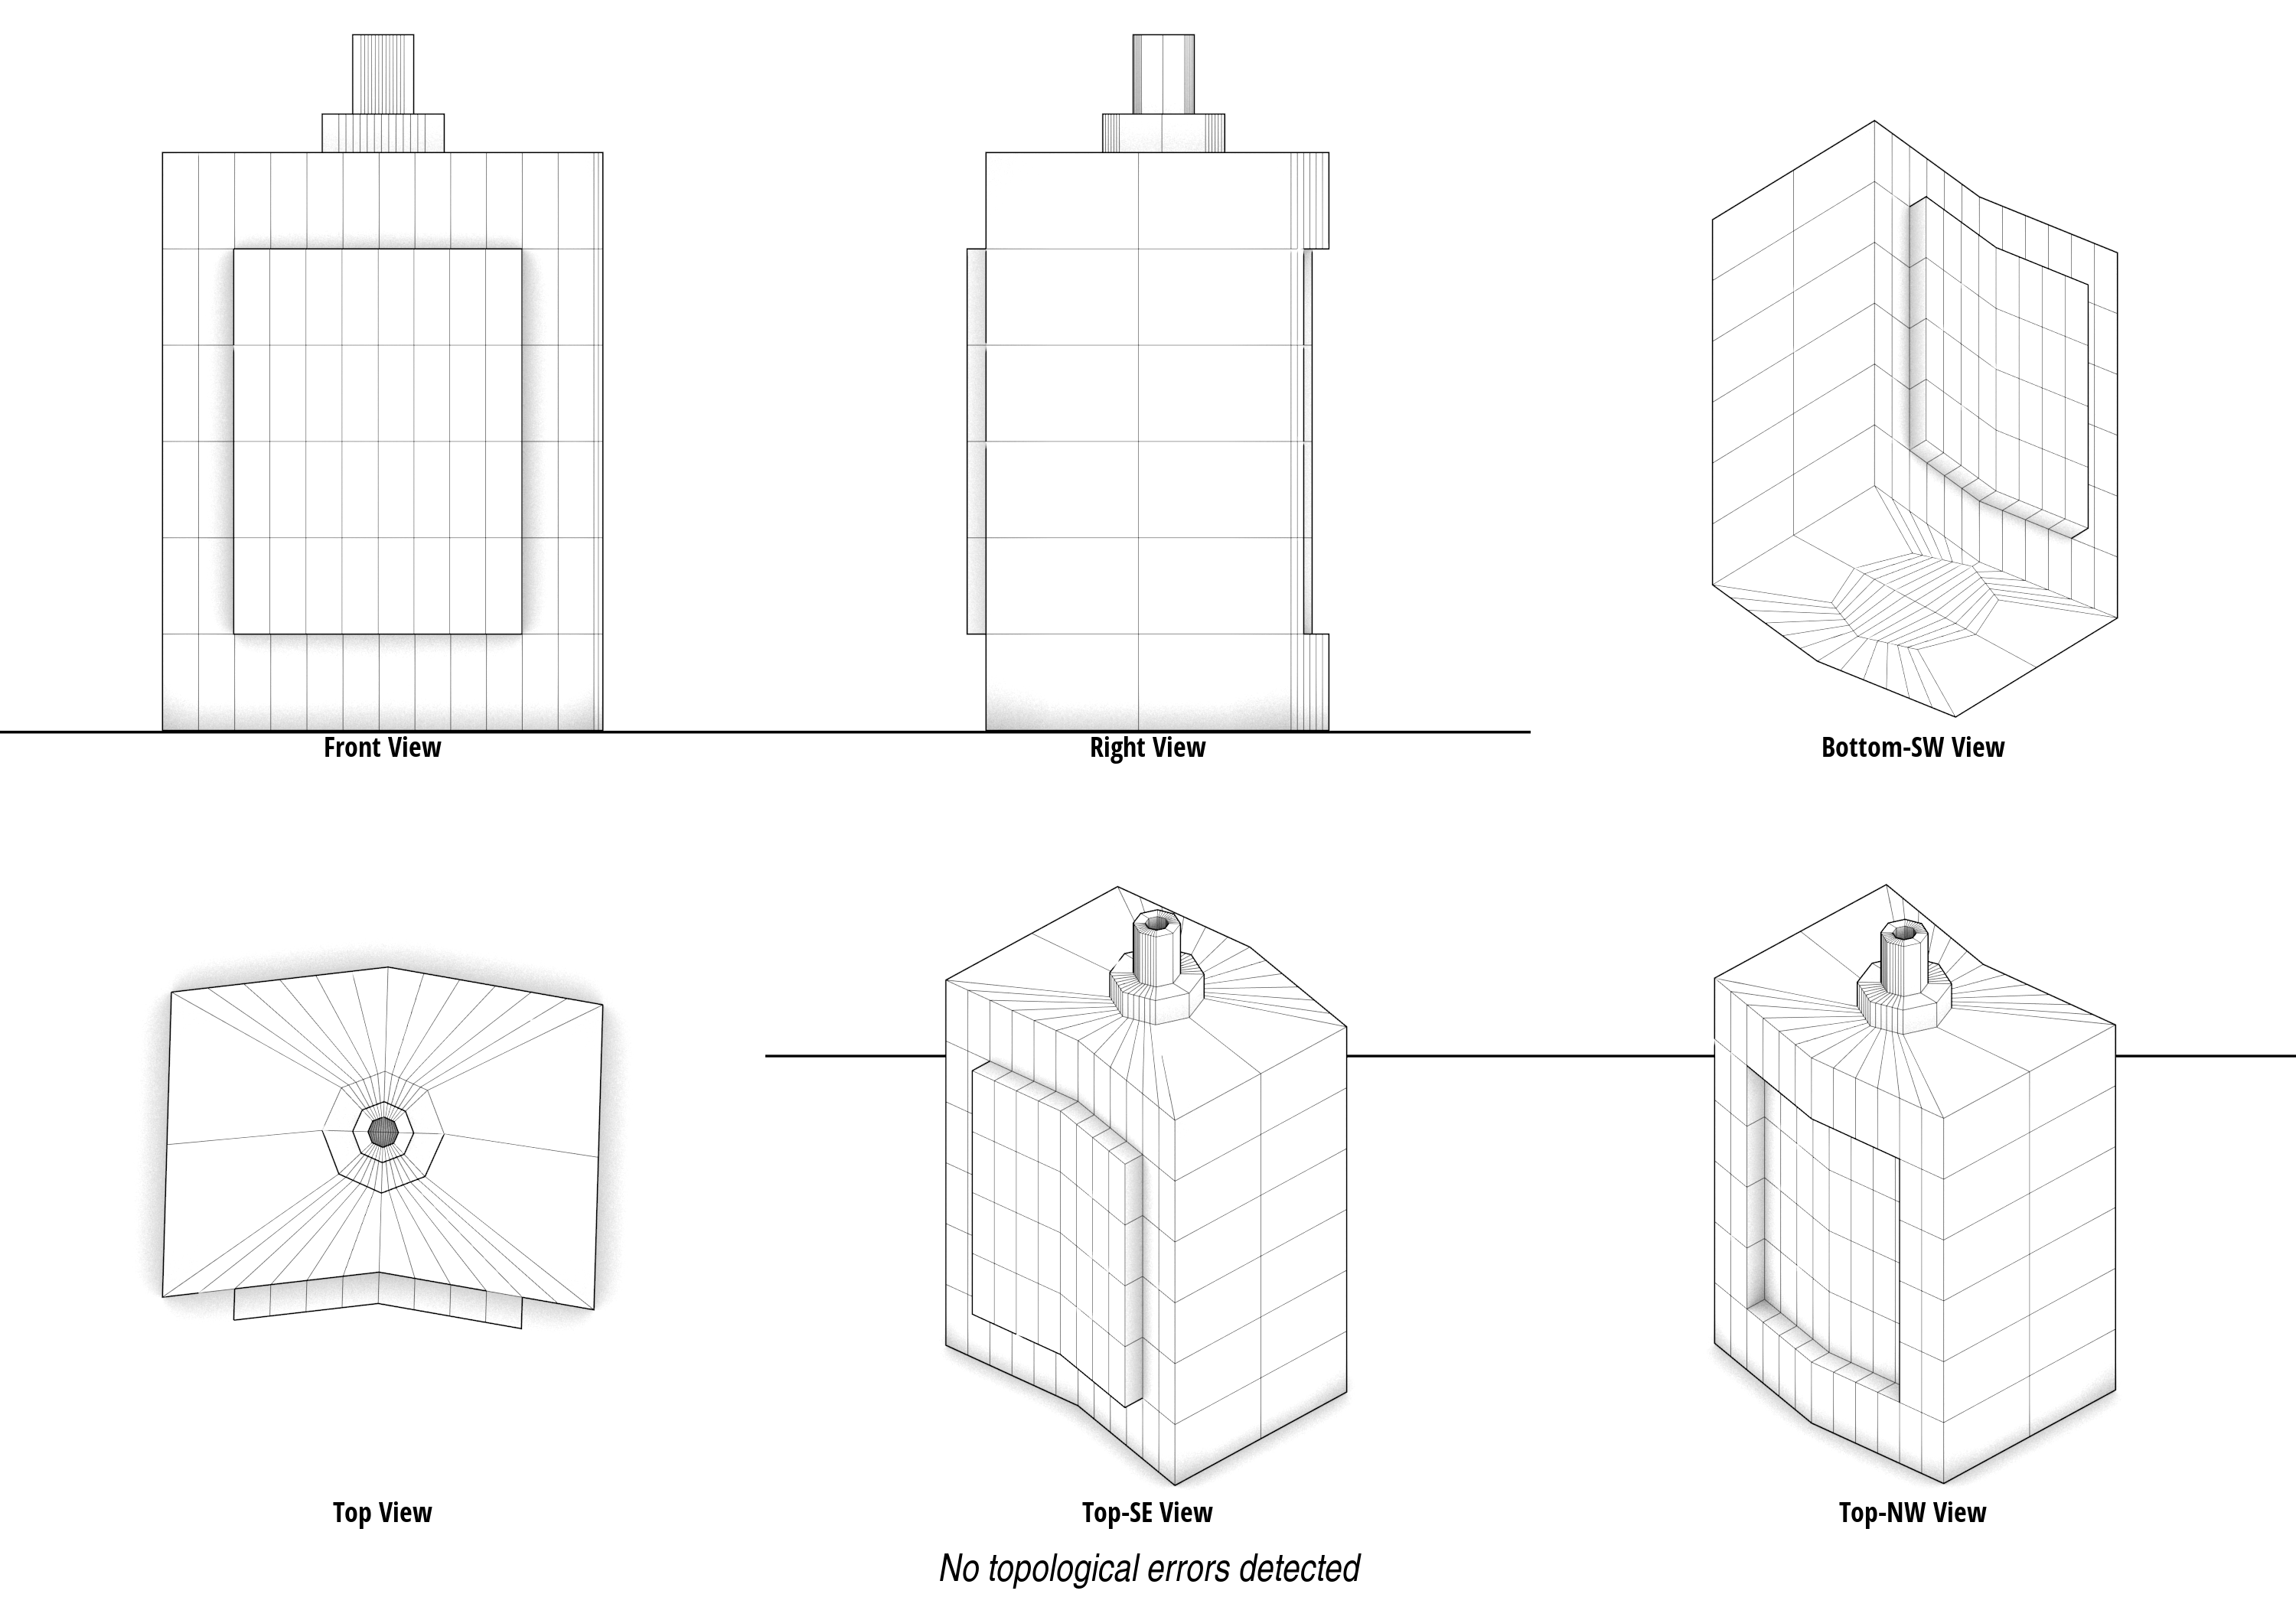 Front View
Right View
Bottom-SW View
Top View
Top-SE View
Top-NW View
No topological errors detected